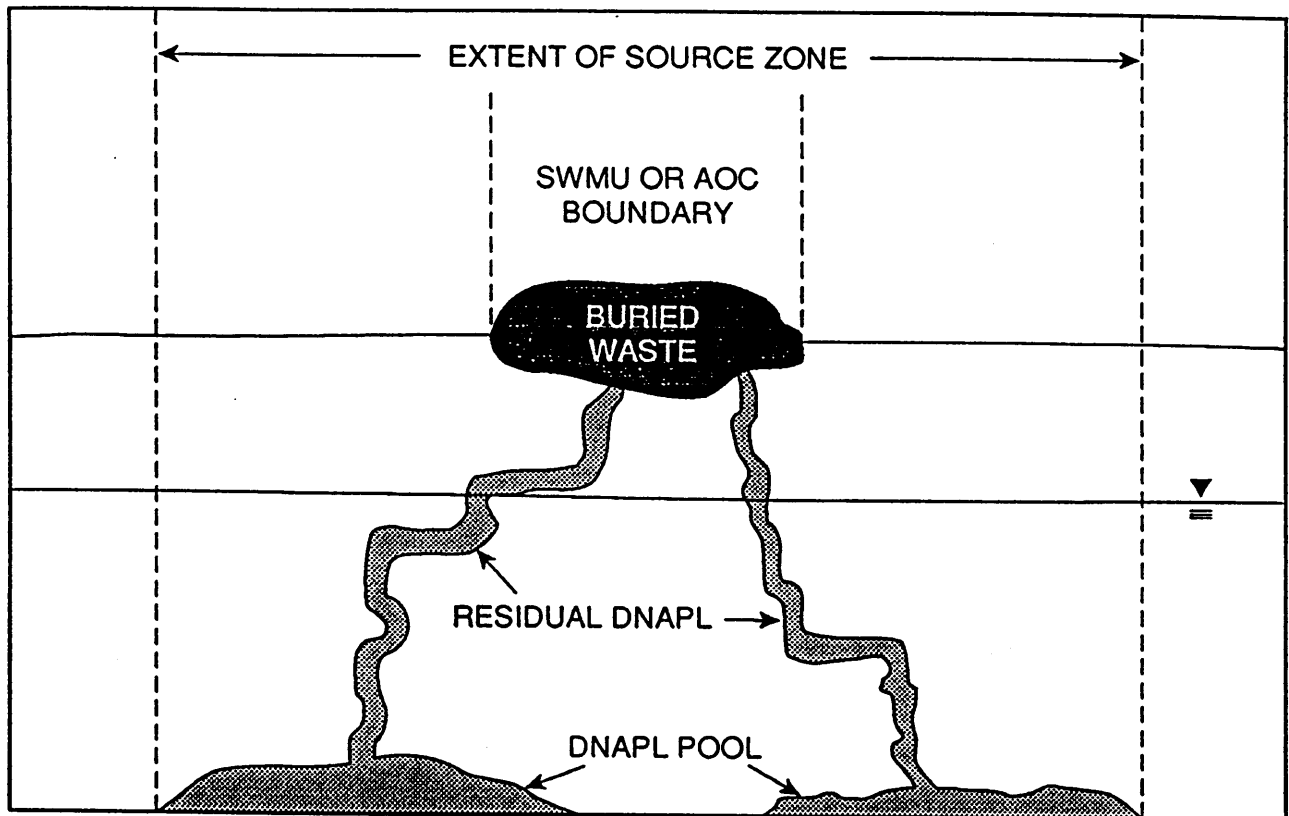 EXTENT OF SOURCE ZONE
SWMU OR AOC
BOUNDARY
BURIED
WASTE
RESIDUAL DNAPL
DNAPL POOL